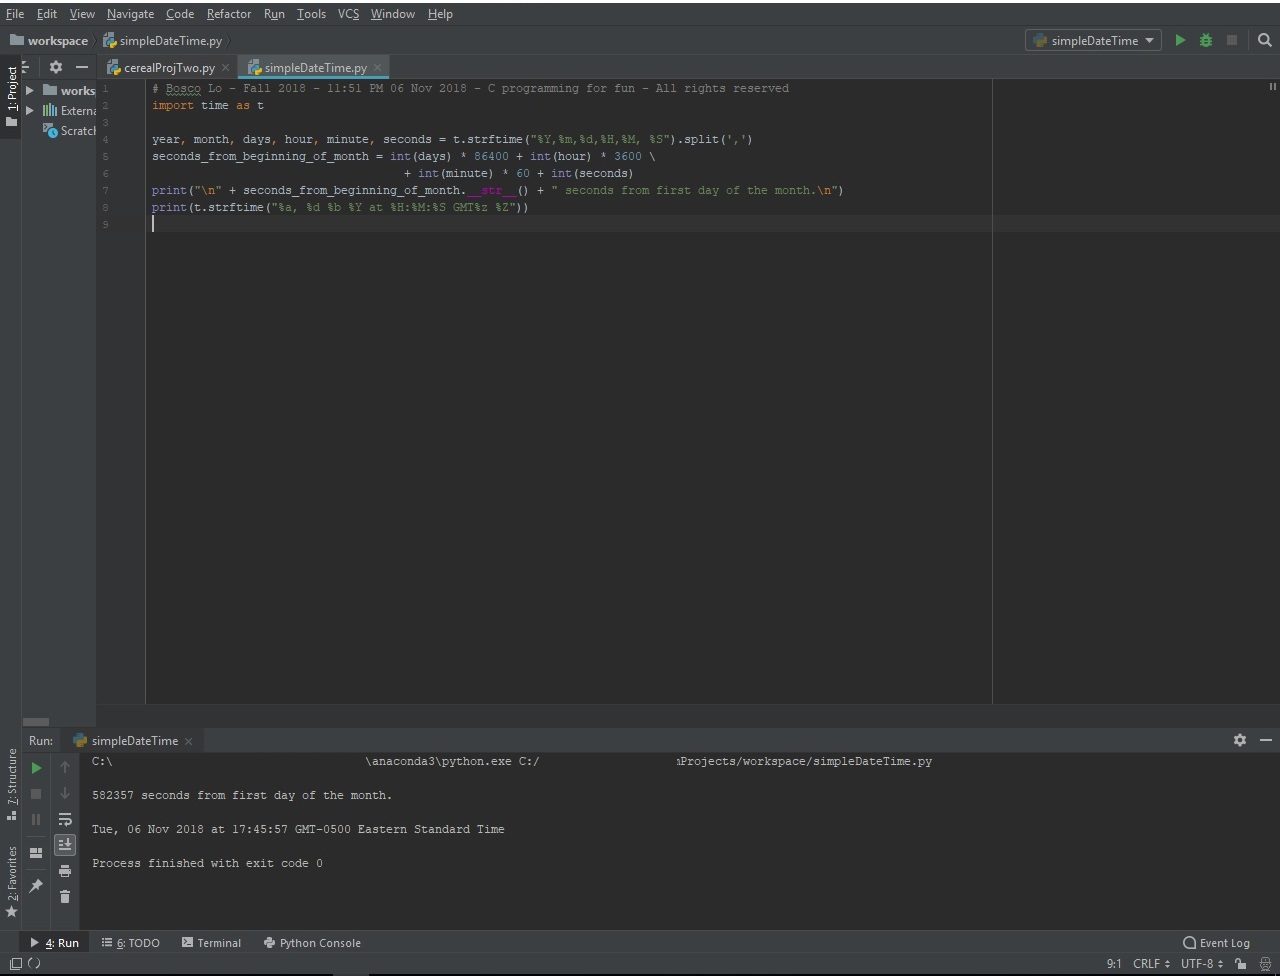 File Edit View Navigate Code Refactor Run Tools VCS Window Help
workspace simpleDateTime.py simpleDateTime
1: Project
cerealProjTwo.py simpleDateTime.py
works
Externa
Scratch
1 # Bosco Lo - Fall 2018 - 11:51 PM 06 Nov 2018 - C programming for fun - All rights reserved
2 import time as t
3
4 year, month, days, hour, minute, seconds = t.strftime("%Y,%m,%d,%H,%M, %S").split(',')
5 seconds_from_beginning_of_month = int(days) * 86400 + int(hour) * 3600 \
6 + int(minute) * 60 + int(seconds)
7 print("\n" + seconds_from_beginning_of_month.__str__() + " seconds from first day of the month.\n")
8 print(t.strftime("%a, %d %b %Y at %H:%M:%S GMT%z %Z"))
9
Run: simpleDateTime
7: Structure
2: Favorites
C:\ \anaconda3\python.exe C:/ Projects/workspace/simpleDateTime.py
582357 seconds from first day of the month.
Tue, 06 Nov 2018 at 17:45:57 GMT-0500 Eastern Standard Time
Process finished with exit code 0
4: Run 6: TODO Terminal Python Console Event Log
9:1 CRLF UTF-8